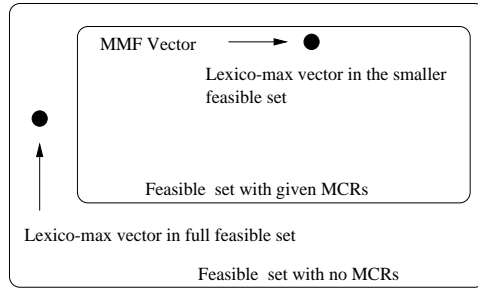 MMF Vector
Lexico-max vector in the smaller
feasible set
Feasible set with given MCRs
Lexico-max vector in full feasible set
Feasible set with no MCRs